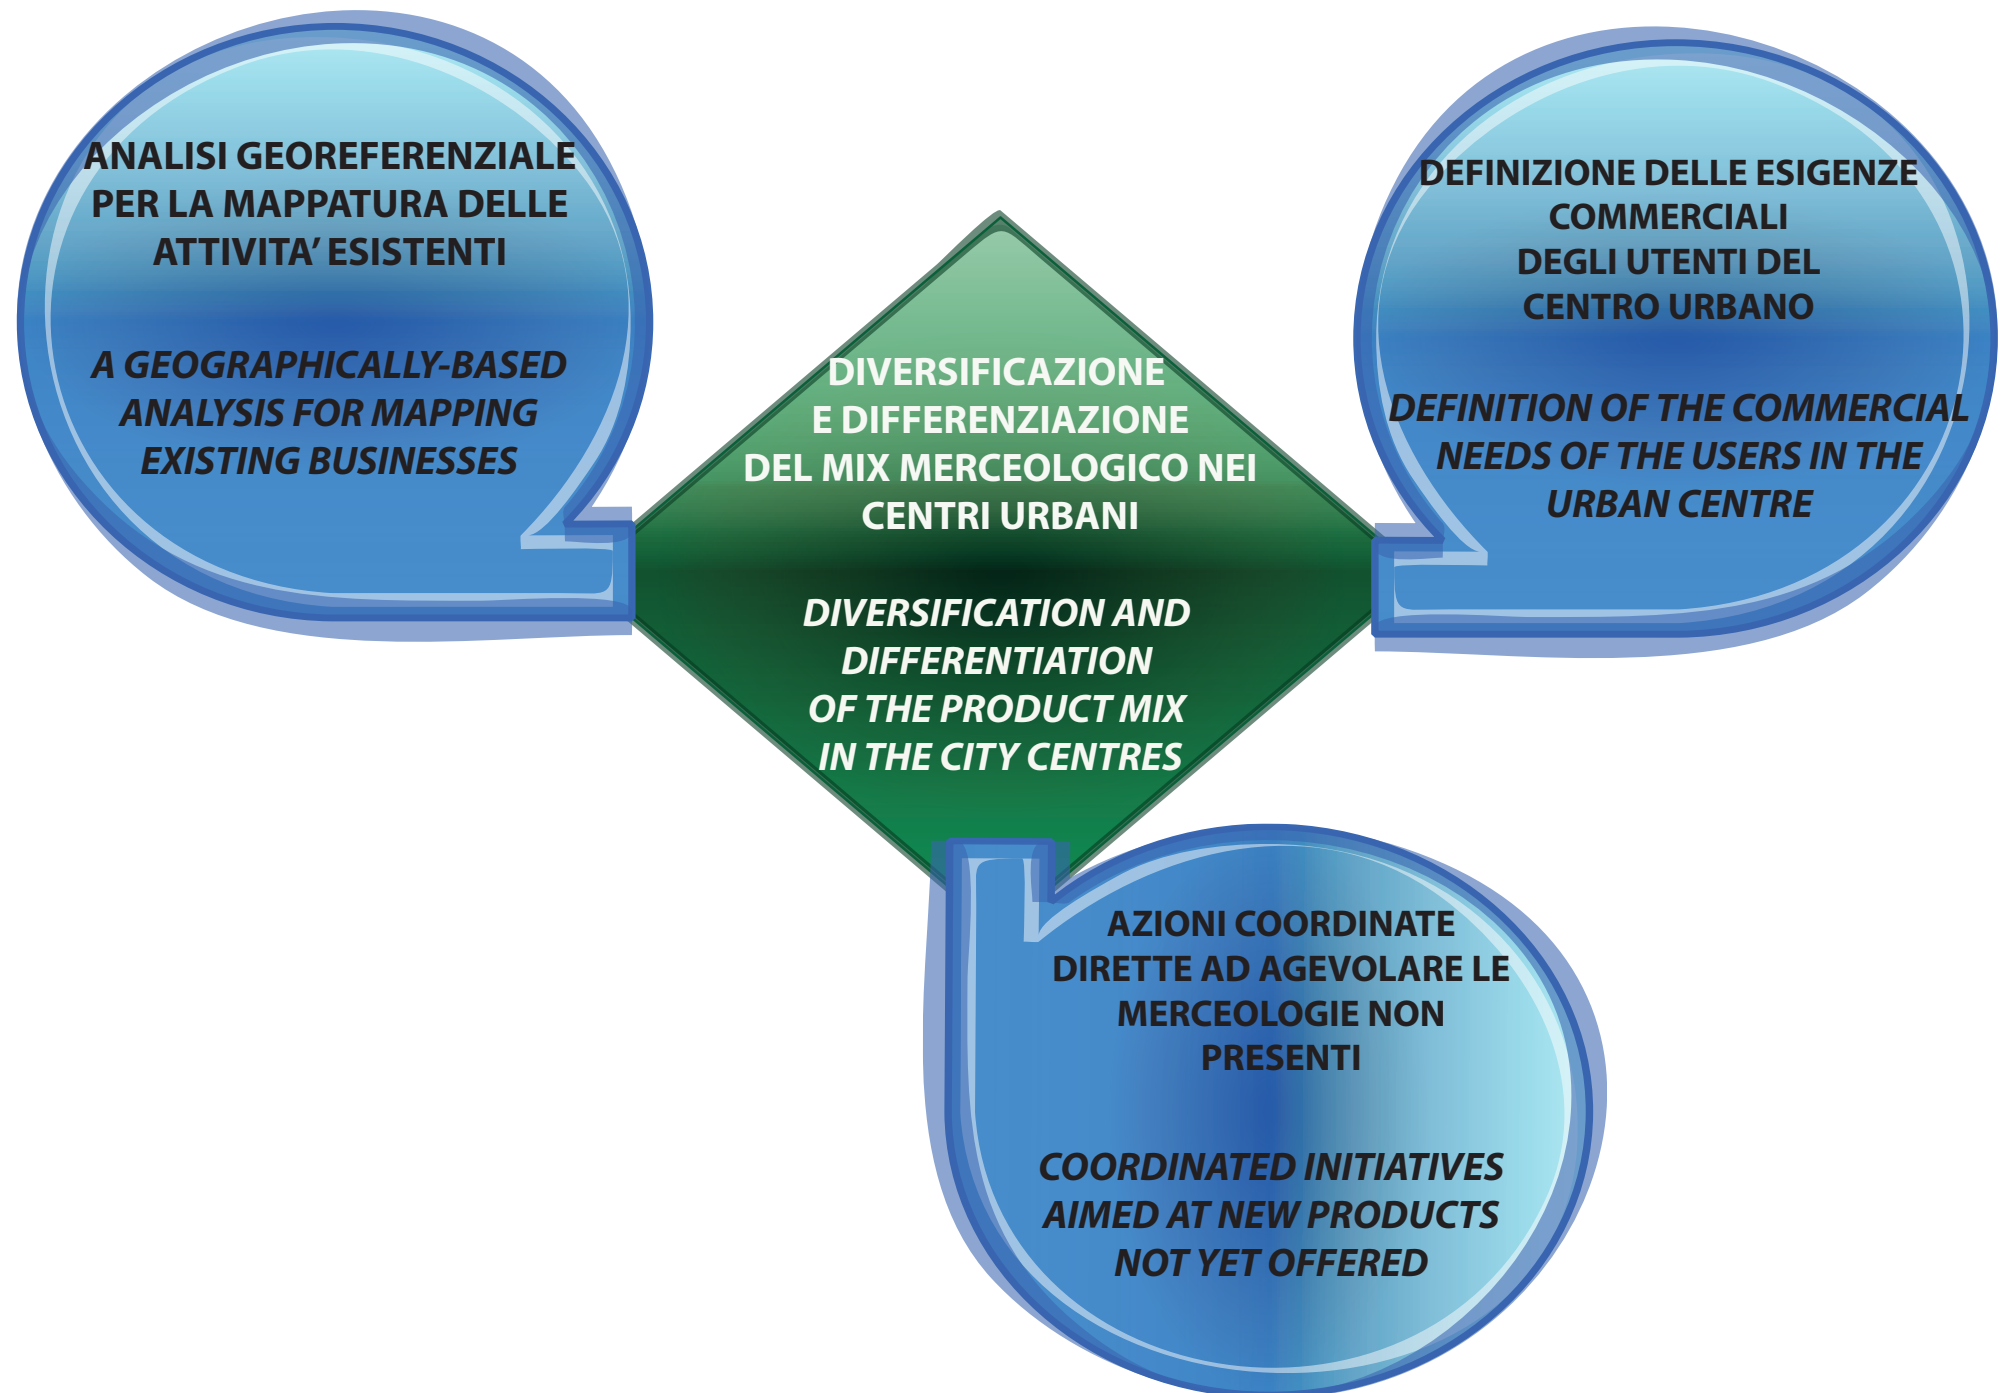 ANALISI GEOREFERENZIALE
PER LA MAPPATURA DELLE
ATTIVITA’ ESISTENTI
A GEOGRAPHICALLY-BASED
ANALYSIS FOR MAPPING
EXISTING BUSINESSES
DIVERSIFICAZIONE
E DIFFERENZIAZIONE
DEL MIX MERCEOLOGICO NEI
CENTRI URBANI
DIVERSIFICATION AND
DIFFERENTIATION
OF THE PRODUCT MIX
IN THE CITY CENTRES
DEFINIZIONE DELLE ESIGENZE
COMMERCIALI
DEGLI UTENTI DEL
CENTRO URBANO
DEFINITION OF THE COMMERCIAL
NEEDS OF THE USERS IN THE
URBAN CENTRE
AZIONI COORDINATE
DIRETTE AD AGEVOLARE LE
MERCEOLOGIE NON
PRESENTI
COORDINATED INITIATIVES
AIMED AT NEW PRODUCTS
NOT YET OFFERED